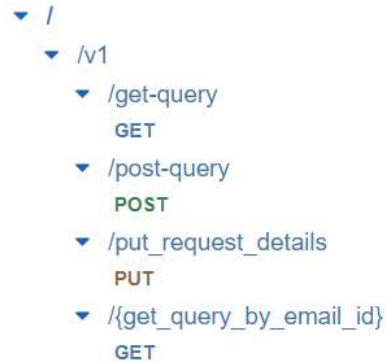 /
/v1
/get-query
GET
/post-query
POST
/put_request_details
PUT
/{get_query_by_email_id}
GET